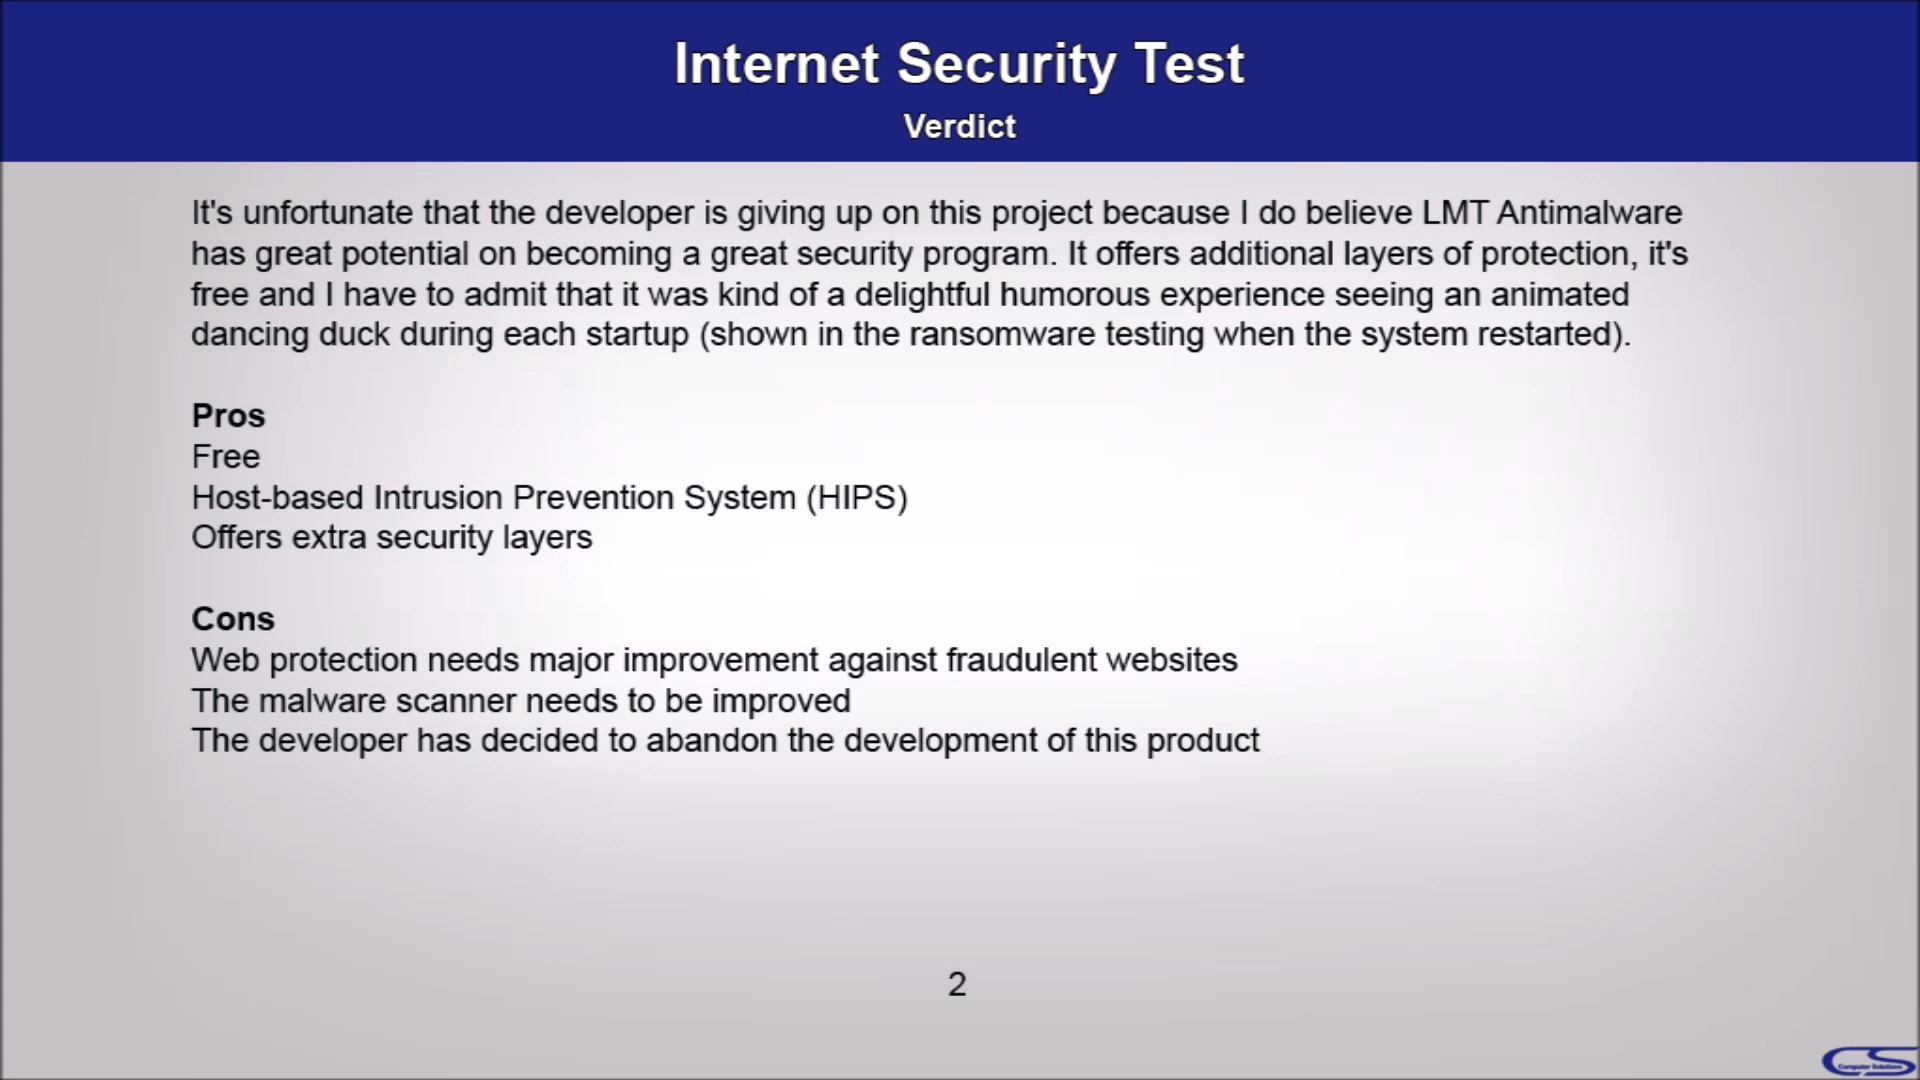 Internet Security Test
Verdict
It's unfortunate that the developer is giving up on this project because I do believe LMT Antimalware
has great potential on becoming a great security program. It offers additional layers of protection, it's
free and I have to admit that it was kind of a delightful humorous experience seeing an animated
dancing duck during each startup (shown in the ransomware testing when the system restarted).
Pros
Free
Host-based Intrusion Prevention System (HIPS)
Offers extra security layers
Cons
Web protection needs major improvement against fraudulent websites
The malware scanner needs to be improved
The developer has decided to abandon the development of this product
2
CS
Computer Solutions